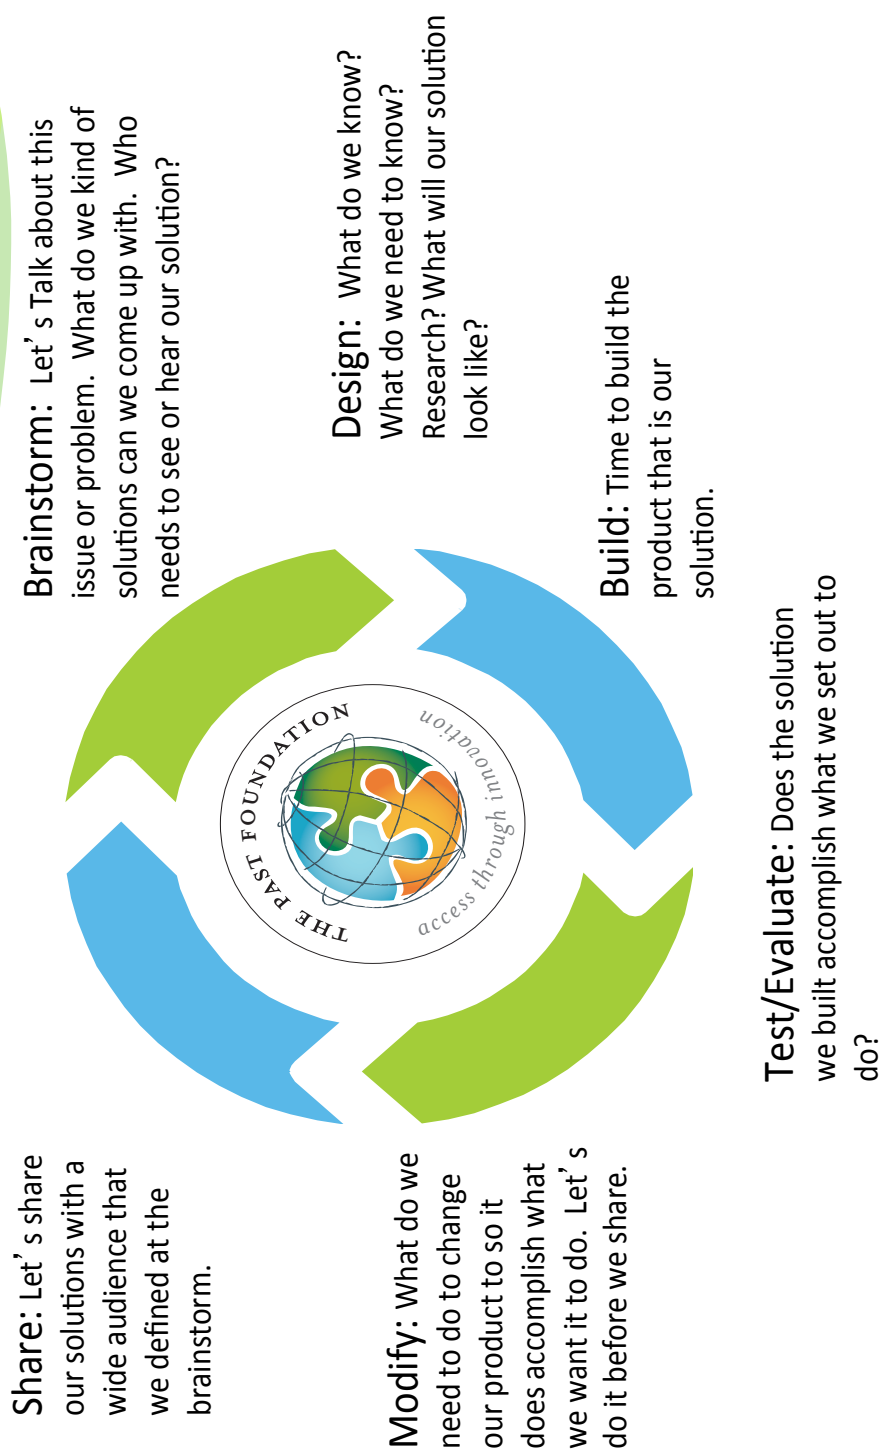 Brainstorm: Let’s Talk about this
issue or problem. What do we kind of
solutions can we come up with. Who
needs to see or hear our solution?
Design: What do we know?
What do we need to know?
Research? What will our solution
look like?
Build: Time to build the
product that is our
solution.
Test/Evaluate: Does the solution
we built accomplish what we set out to
do?
Modify: What do we
need to do to change
our product to so it
does accomplish what
we want it to do. Let’s
do it before we share.
Share: Let’s share
our solutions with a
wide audience that
we defined at the
brainstorm.
THE PAST FOUNDATION
access through innovation